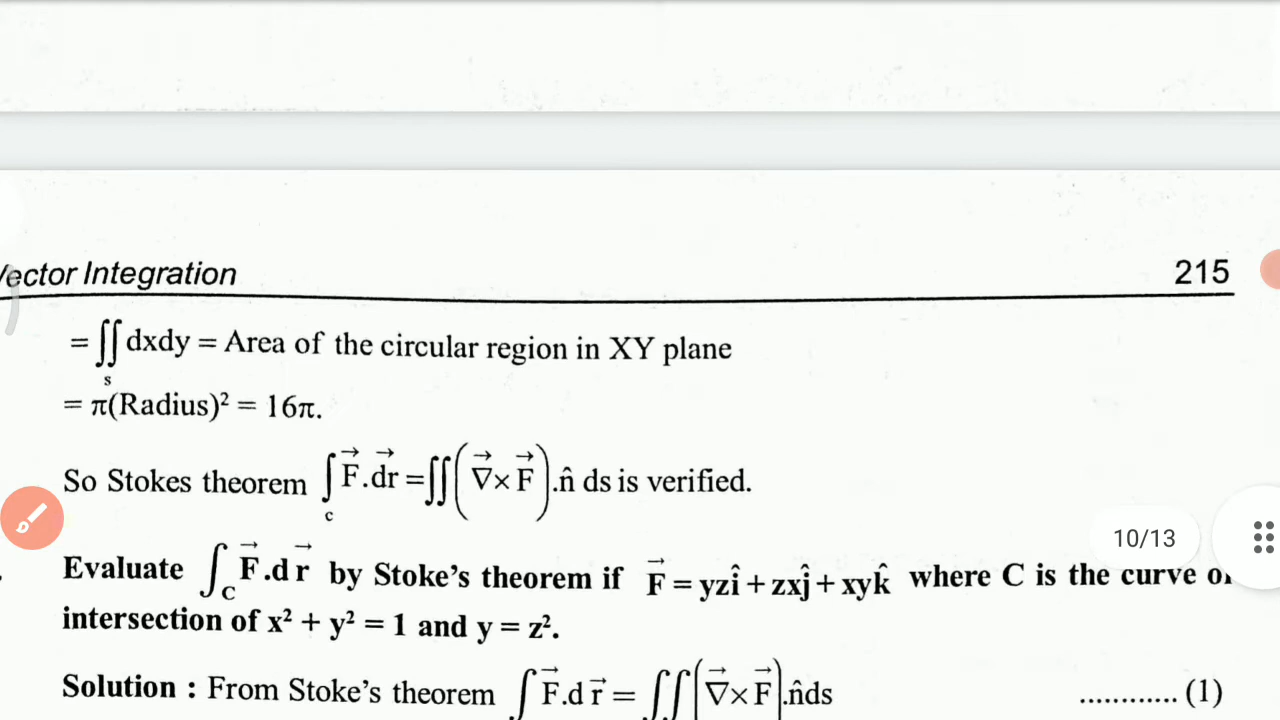 Vector Integration 215
= ∬ₛ dxdy = Area of the circular region in XY plane
= π(Radius)² = 16π.
So Stokes theorem ∫_c F⃗.dr⃗ = ∬(∇⃗×F⃗).n̂ ds is verified.
10/13
Evaluate ∫_C F⃗.dr⃗ by Stoke's theorem if F⃗ = yzî + zxĵ + xyk̂ where C is the curve of
intersection of x² + y² = 1 and y = z².
Solution : From Stoke's theorem ∫ F⃗.dr⃗ = ∬(∇⃗×F⃗).n̂ds ............ (1)